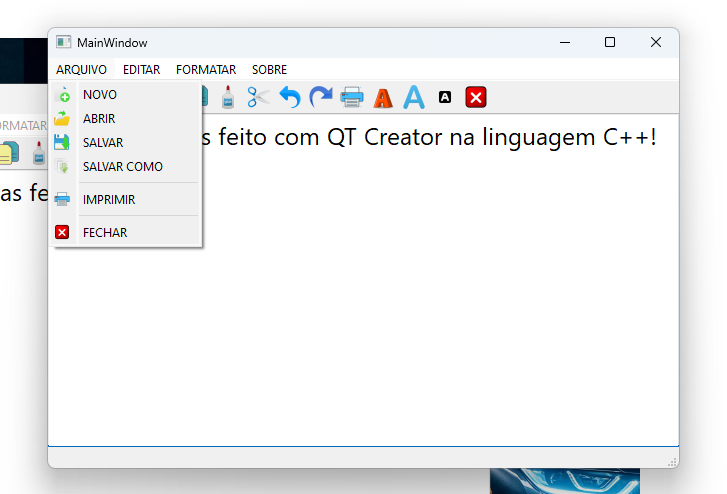 MainWindow
ARQUIVO EDITAR FORMATAR SOBRE
NOVO
ABRIR
SALVAR
SALVAR COMO
IMPRIMIR
FECHAR
s feito com QT Creator na linguagem C++!
ORMATAR
as fe